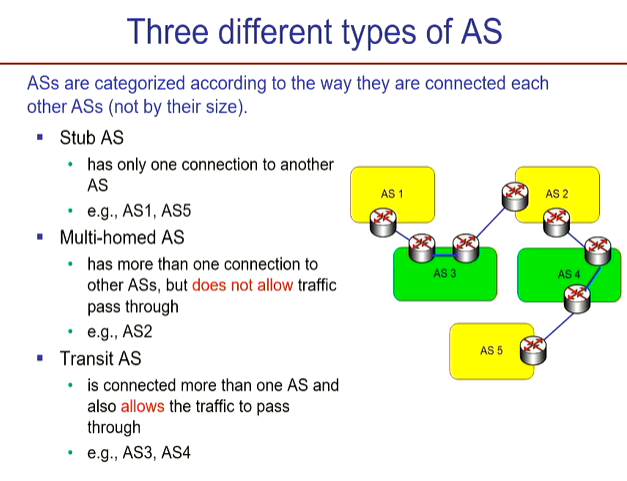 Three different types of AS
ASs are categorized according to the way they are connected each
other ASs (not by their size).
▪ Stub AS
• has only one connection to another
AS
• e.g., AS1, AS5
▪ Multi-homed AS
• has more than one connection to
other ASs, but does not allow traffic
pass through
• e.g., AS2
▪ Transit AS
• is connected more than one AS and
also allows the traffic to pass
through
• e.g., AS3, AS4
AS 1
AS 2
AS 3
AS 4
AS 5